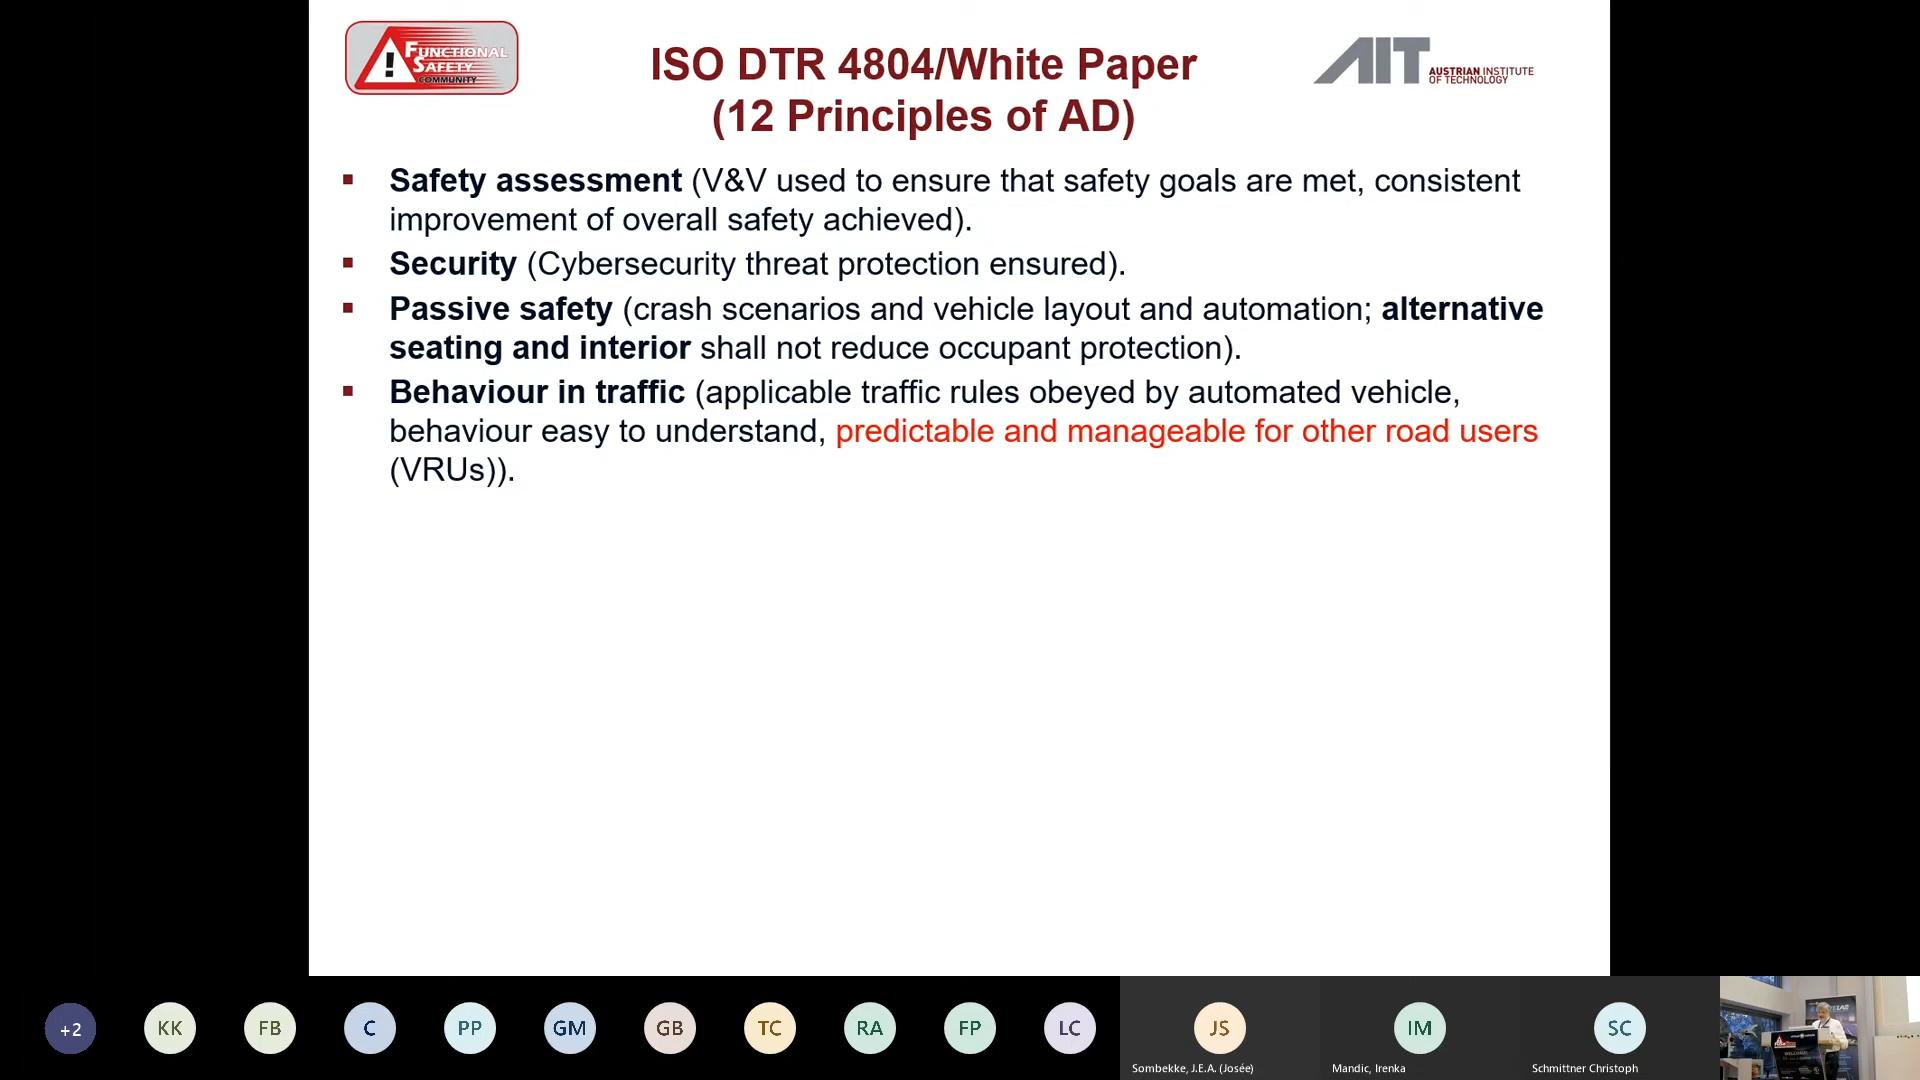 FUNCTIONAL
SAFETY
COMMUNITY
ISO DTR 4804/White Paper
(12 Principles of AD)
AIT AUSTRIAN INSTITUTE
OF TECHNOLOGY
▪ Safety assessment (V&V used to ensure that safety goals are met, consistent
improvement of overall safety achieved).
▪ Security (Cybersecurity threat protection ensured).
▪ Passive safety (crash scenarios and vehicle layout and automation; alternative
seating and interior shall not reduce occupant protection).
▪ Behaviour in traffic (applicable traffic rules obeyed by automated vehicle,
behaviour easy to understand, predictable and manageable for other road users
(VRUs)).
+2 KK FB C PP GM GB TC RA FP LC JS IM SC
Sombekke, J.E.A. (Josée) Mandic, Irenka Schmittner Christoph